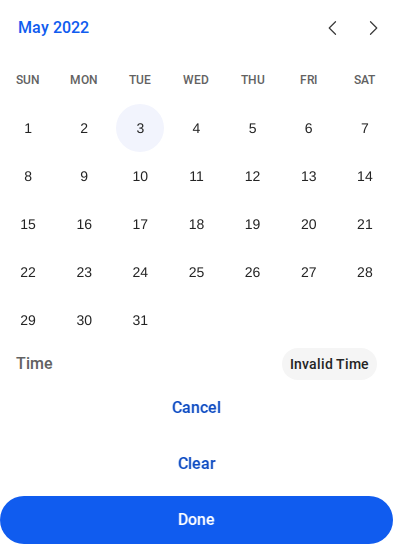 May 2022
SUN MON TUE WED THU FRI SAT
1 2 3 4 5 6 7
8 9 10 11 12 13 14
15 16 17 18 19 20 21
22 23 24 25 26 27 28
29 30 31
Time Invalid Time
Cancel
Clear
Done